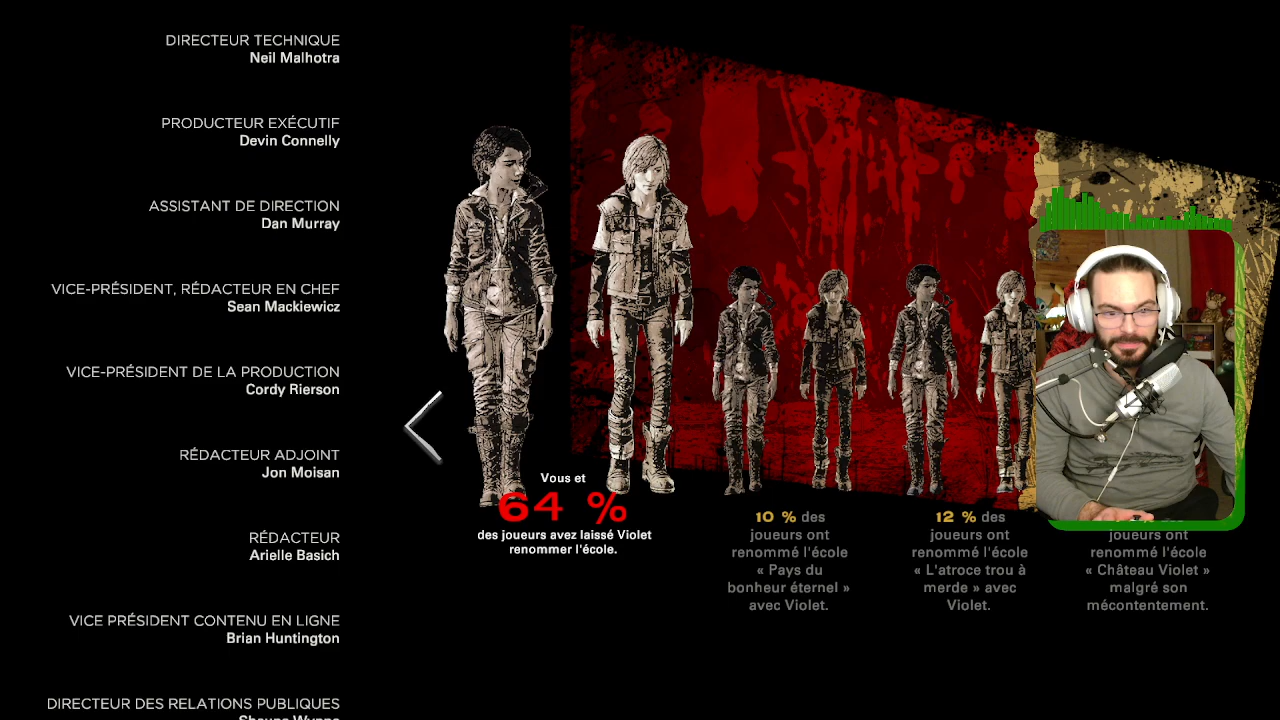 DIRECTEUR TECHNIQUE
Neil Malhotra
PRODUCTEUR EXÉCUTIF
Devin Connelly
ASSISTANT DE DIRECTION
Dan Murray
VICE-PRÉSIDENT, RÉDACTEUR EN CHEF
Sean Mackiewicz
VICE-PRÉSIDENT DE LA PRODUCTION
Cordy Rierson
RÉDACTEUR ADJOINT
Jon Moisan
RÉDACTEUR
Arielle Basich
VICE PRÉSIDENT CONTENU EN LIGNE
Brian Huntington
DIRECTEUR DES RELATIONS PUBLIQUES
Vous et
64 %
des joueurs avez laissé Violet
renommer l'école.
10 % des
joueurs ont
renommé l'école
« Pays du
bonheur éternel »
avec Violet.
12 % des
joueurs ont
renommé l'école
« L'atroce trou à
merde » avec
Violet.
joueurs ont
renommé l'école
« Château Violet »
malgré son
mécontentement.